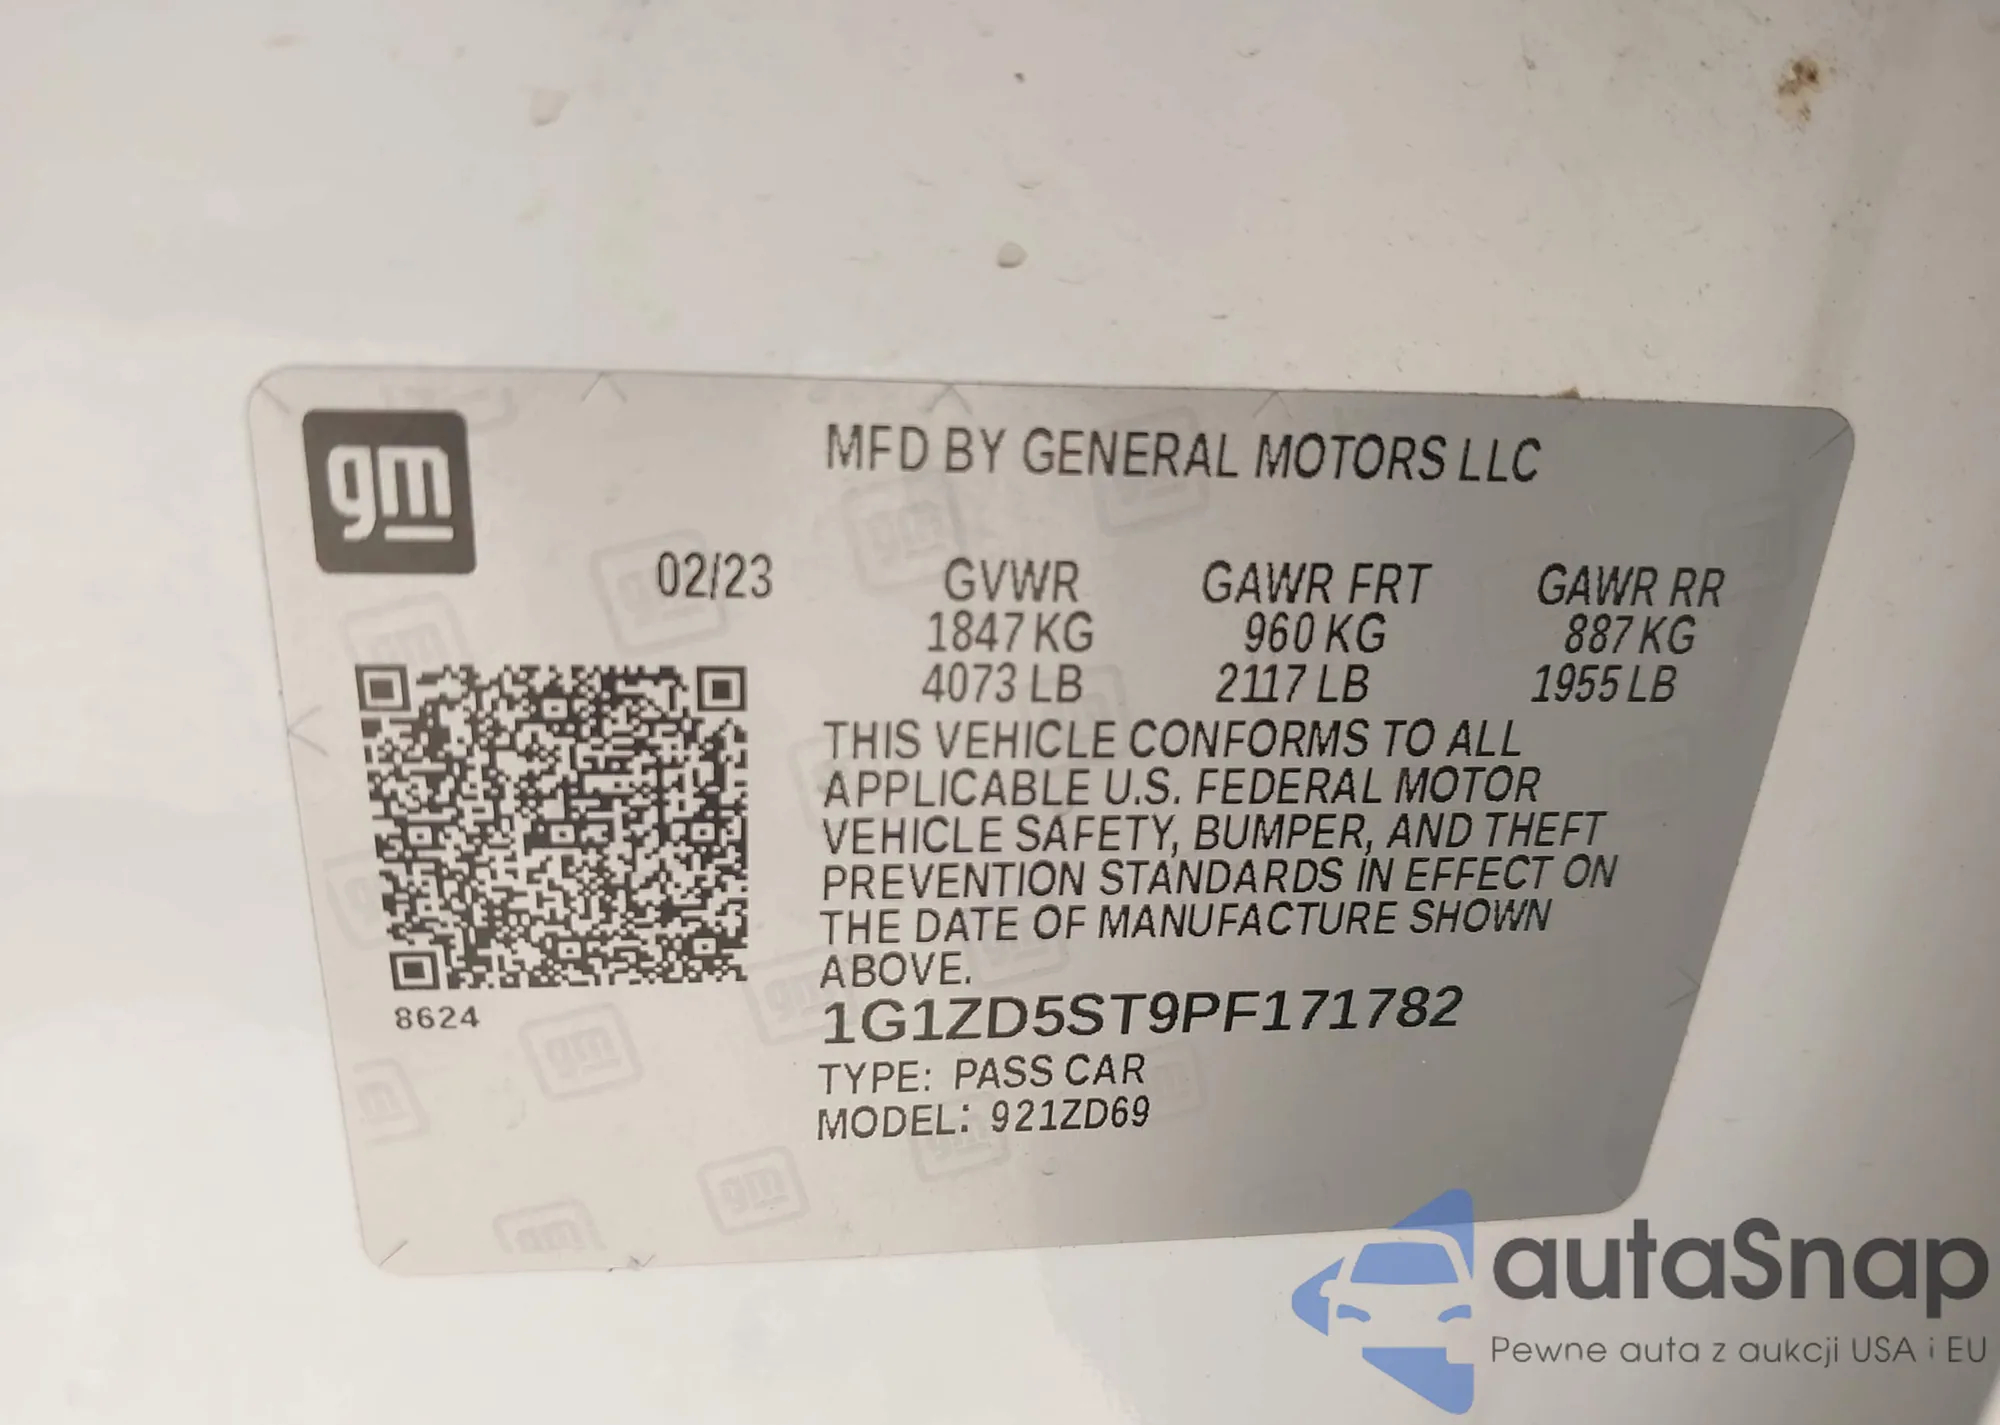 gm
MFD BY GENERAL MOTORS LLC
02/23 GVWR GAWR FRT GAWR RR
1847 KG 960 KG 887 KG
4073 LB 2117 LB 1955 LB
THIS VEHICLE CONFORMS TO ALL
APPLICABLE U.S. FEDERAL MOTOR
VEHICLE SAFETY, BUMPER, AND THEFT
PREVENTION STANDARDS IN EFFECT ON
THE DATE OF MANUFACTURE SHOWN
ABOVE.
8624
1G1ZD5ST9PF171782
TYPE: PASS CAR
MODEL: 921ZD69
autaSnap
Pewne auta z aukcji USA i EU